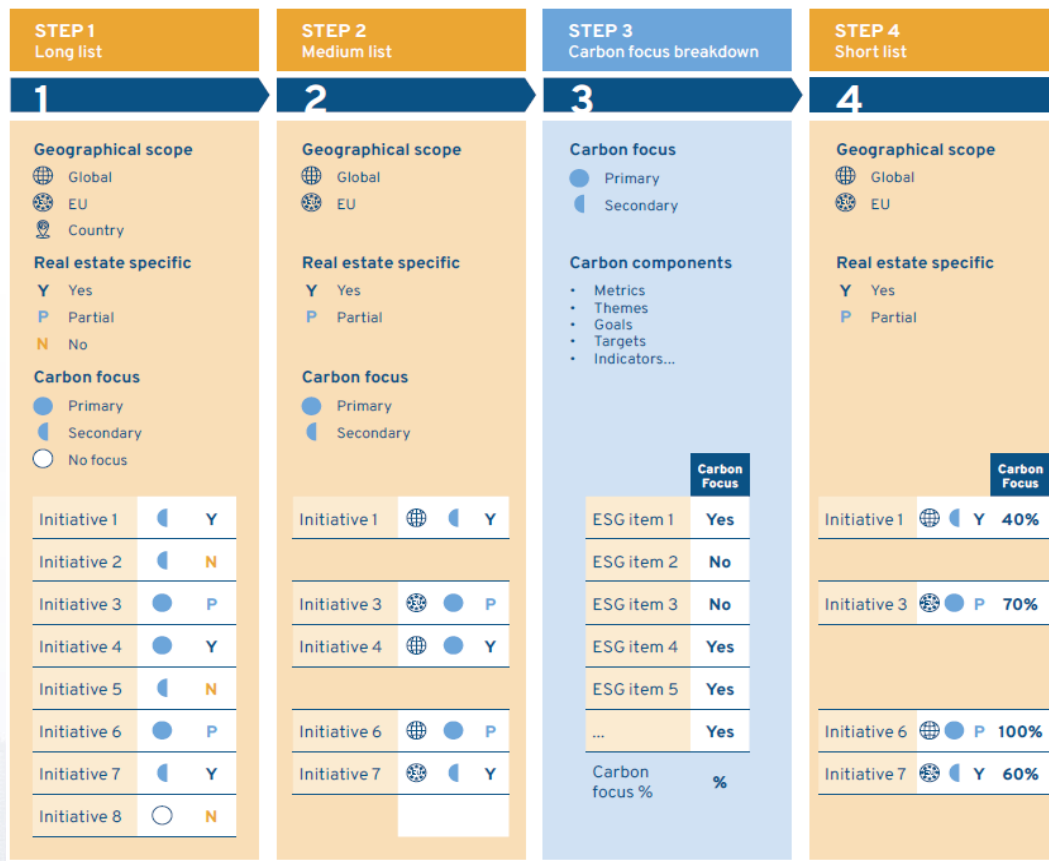 STEP 1
Long list
1
Geographical scope
Global
EU
Country
Real estate specific
Y Yes
P Partial
N No
Carbon focus
Primary
Secondary
No focus
Initiative 1 Y
Initiative 2 N
Initiative 3 P
Initiative 4 Y
Initiative 5 N
Initiative 6 P
Initiative 7 Y
Initiative 8 N
STEP 2
Medium list
2
Geographical scope
Global
EU
Real estate specific
Y Yes
P Partial
Carbon focus
Primary
Secondary
Initiative 1 Y
Initiative 3 P
Initiative 4 Y
Initiative 6 P
Initiative 7 Y
STEP 3
Carbon focus breakdown
3
Carbon focus
Primary
Secondary
Carbon components
• Metrics
• Themes
• Goals
• Targets
• Indicators...
Carbon
Focus
ESG item 1 Yes
ESG item 2 No
ESG item 3 No
ESG item 4 Yes
ESG item 5 Yes
... Yes
Carbon
focus % %
STEP 4
Short list
4
Geographical scope
Global
EU
Real estate specific
Y Yes
P Partial
Carbon
Focus
Initiative 1 Y 40%
Initiative 3 P 70%
Initiative 6 P 100%
Initiative 7 Y 60%